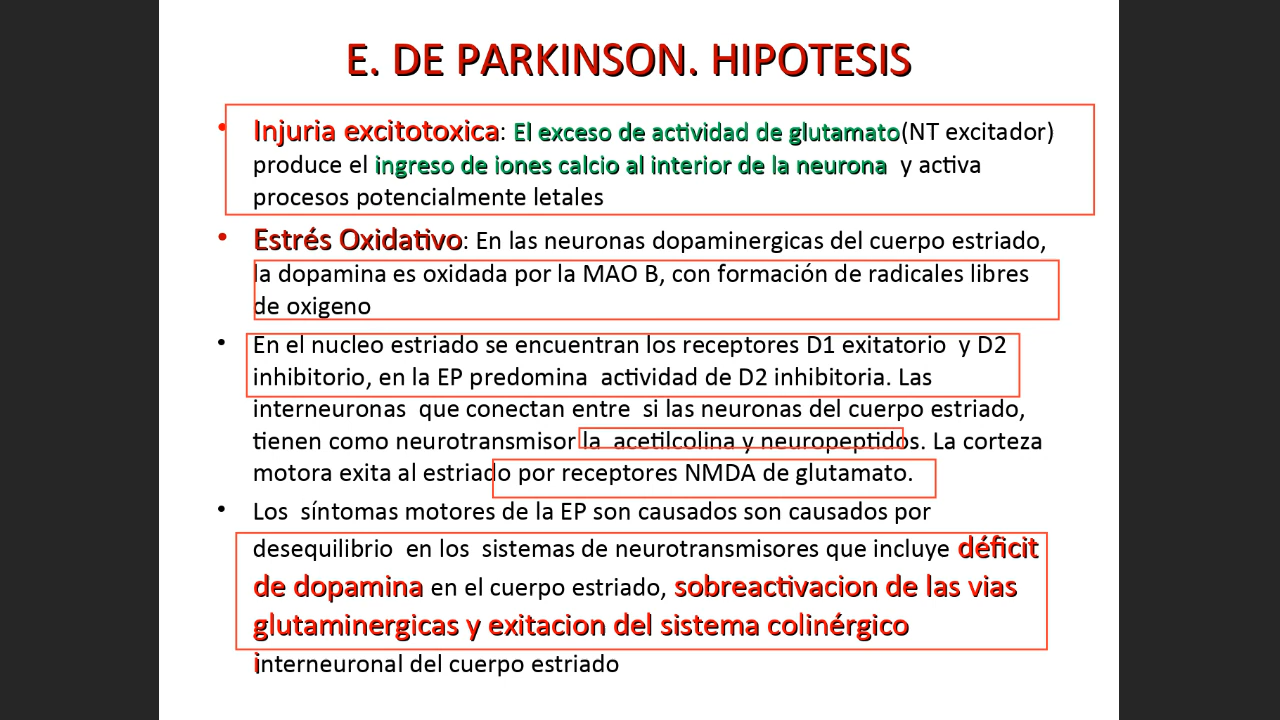 E. DE PARKINSON. HIPOTESIS
• Injuria excitotoxica: El exceso de actividad de glutamato(NT excitador)
produce el ingreso de iones calcio al interior de la neurona y activa
procesos potencialmente letales
• Estrés Oxidativo: En las neuronas dopaminergicas del cuerpo estriado,
la dopamina es oxidada por la MAO B, con formación de radicales libres
de oxigeno
• En el nucleo estriado se encuentran los receptores D1 exitatorio y D2
inhibitorio, en la EP predomina actividad de D2 inhibitoria. Las
interneuronas que conectan entre si las neuronas del cuerpo estriado,
tienen como neurotransmisor la acetilcolina y neuropeptidos. La corteza
motora exita al estriado por receptores NMDA de glutamato.
• Los síntomas motores de la EP son causados son causados por
desequilibrio en los sistemas de neurotransmisores que incluye déficit
de dopamina en el cuerpo estriado, sobreactivacion de las vias
glutaminergicas y exitacion del sistema colinérgico
interneuronal del cuerpo estriado